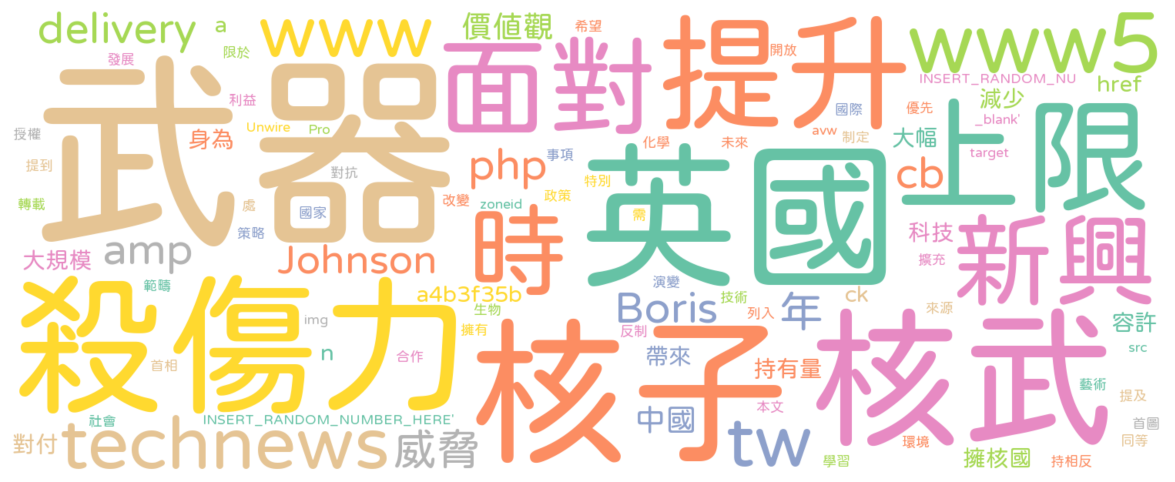 delivery
a
www
價值觀
希望
提升
開放
www5
發展
限於
INSERT_RANDOM_NU
href
武器
利益
面對
國際
優先
減少
_blank'
授權
身為
Unwire
Pro
化學
未來
avw
制定
大幅
target
上限
提到
對抗
php
事項
英國
cb
轉載
處
國家
改變
zoneid
政策
特別
需
策略
時
科技
新興
大規模
amp
Johnson
擴充
殺傷力
範疇
a4b3f35b
演變
技術
ck
img
生物
擁有
Boris
列入
年
來源
容許
n
合作
核子
反制
核武
src
首相
帶來
持有量
藝術
社會
INSERT_RANDOM_NUMBER_HERE'
中國
本文
提及
首圖
對付
technews
威脅
tw
環境
同等
學習
擁核國
持相反